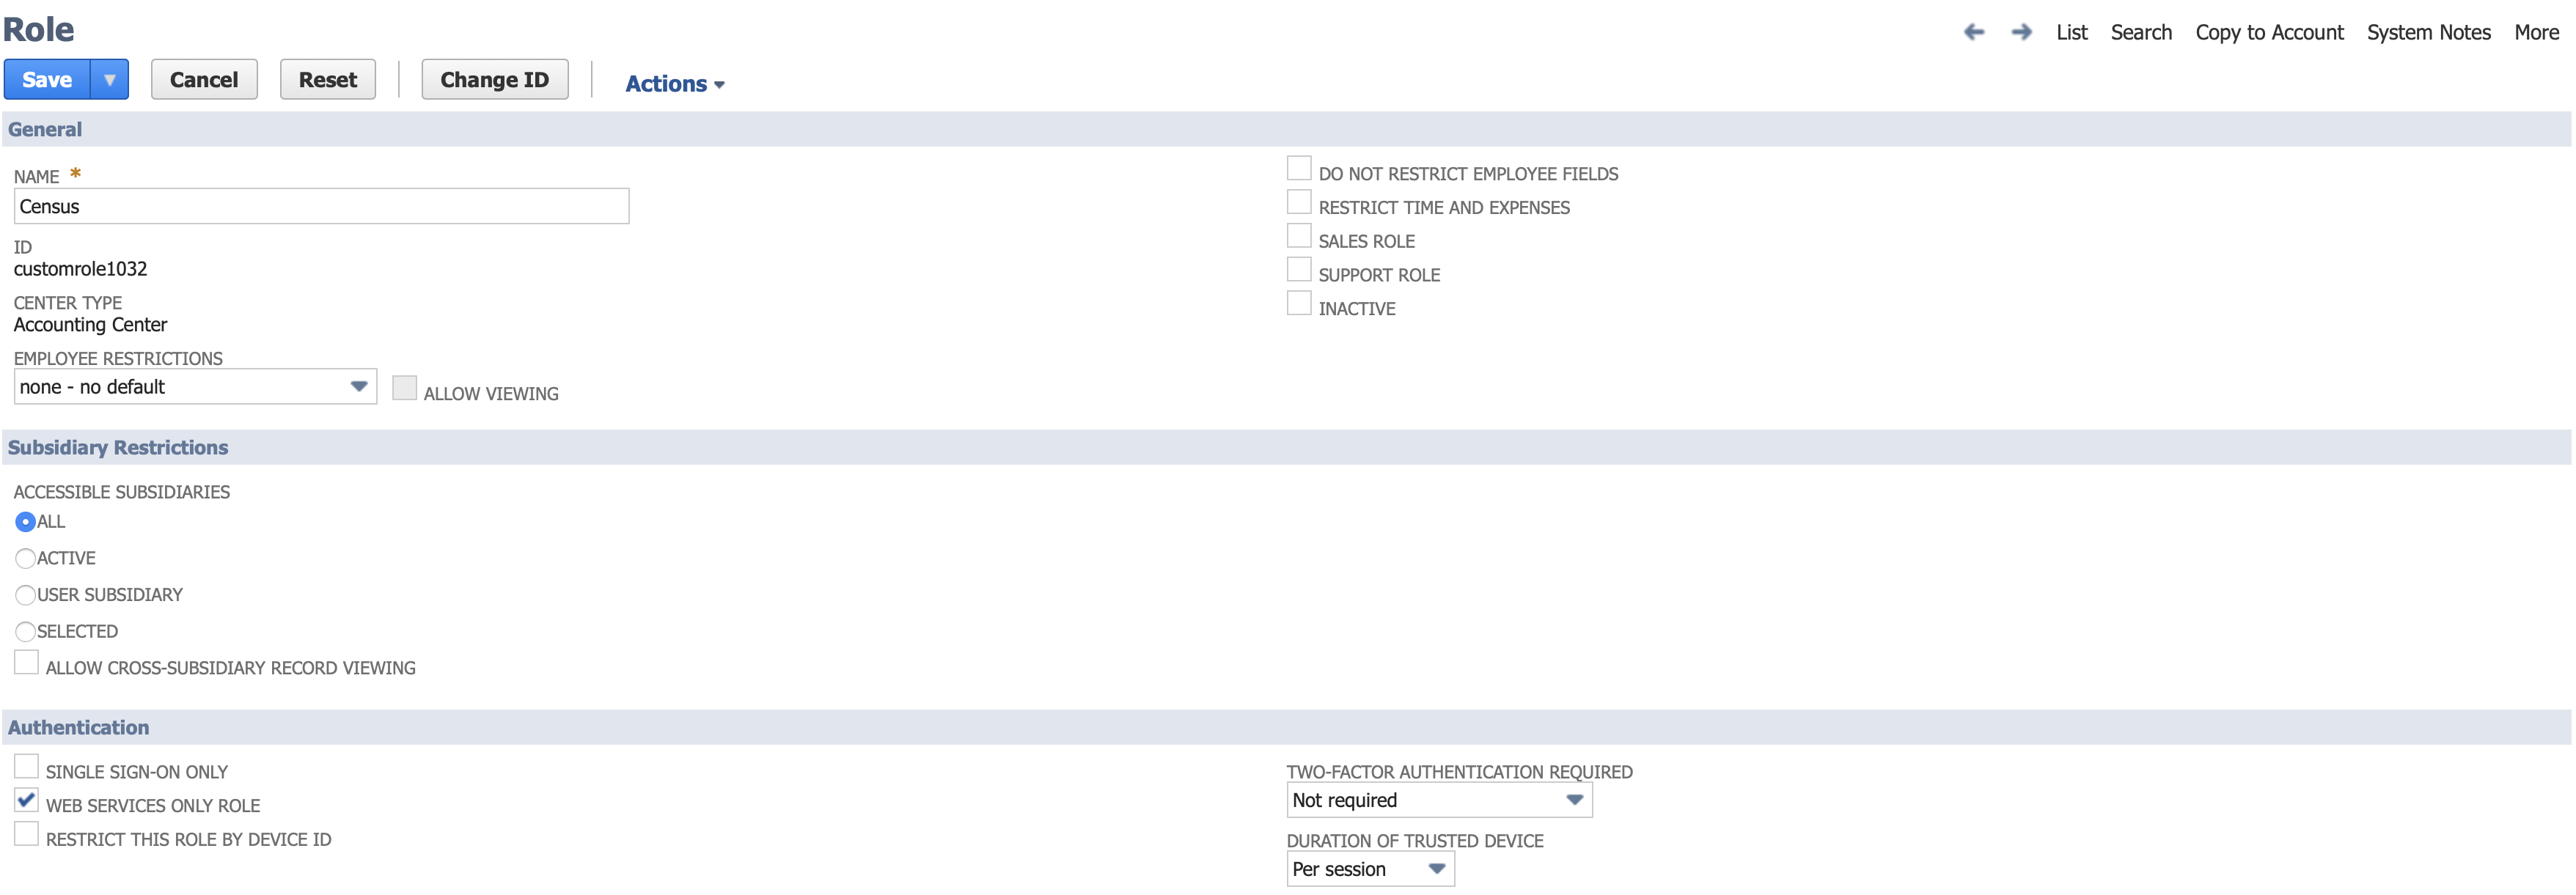 Role
List Search Copy to Account System Notes More
Save Cancel Reset Change ID Actions
General
NAME *
Census
ID
customrole1032
CENTER TYPE
Accounting Center
EMPLOYEE RESTRICTIONS
none - no default ALLOW VIEWING
DO NOT RESTRICT EMPLOYEE FIELDS
RESTRICT TIME AND EXPENSES
SALES ROLE
SUPPORT ROLE
INACTIVE
Subsidiary Restrictions
ACCESSIBLE SUBSIDIARIES
ALL
ACTIVE
USER SUBSIDIARY
SELECTED
ALLOW CROSS-SUBSIDIARY RECORD VIEWING
Authentication
SINGLE SIGN-ON ONLY
WEB SERVICES ONLY ROLE
RESTRICT THIS ROLE BY DEVICE ID
TWO-FACTOR AUTHENTICATION REQUIRED
Not required
DURATION OF TRUSTED DEVICE
Per session